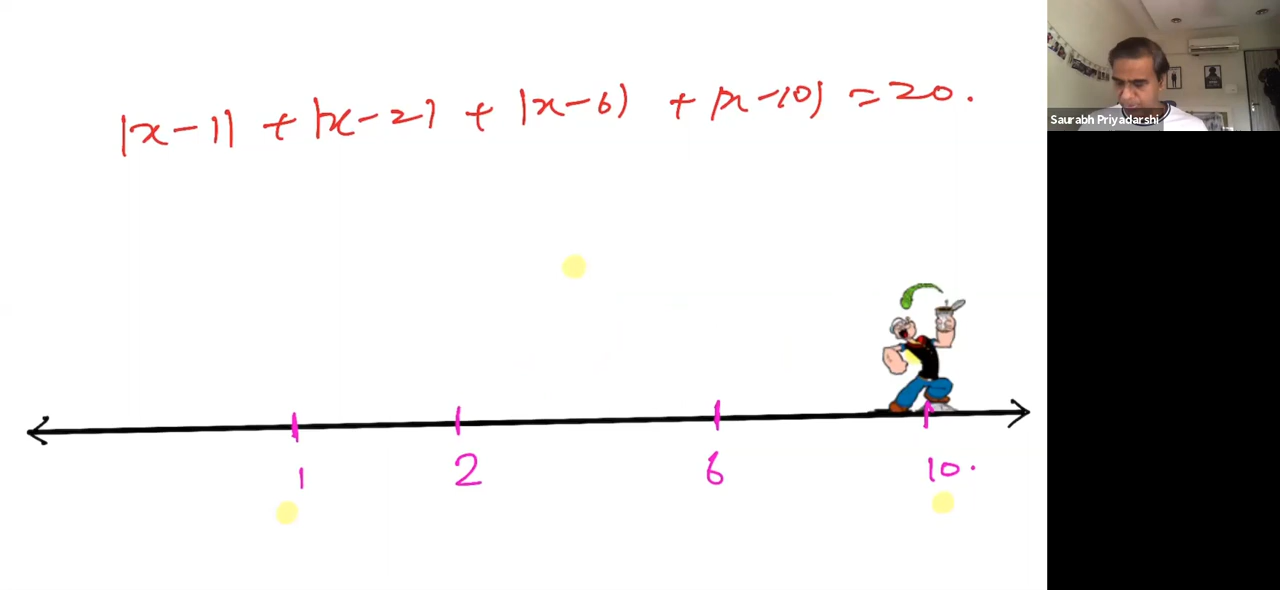 |x-1| + |x-2| + |x-6| + |x-10| = 20.
Saurabh Priyadarshi
1 2 6 10.